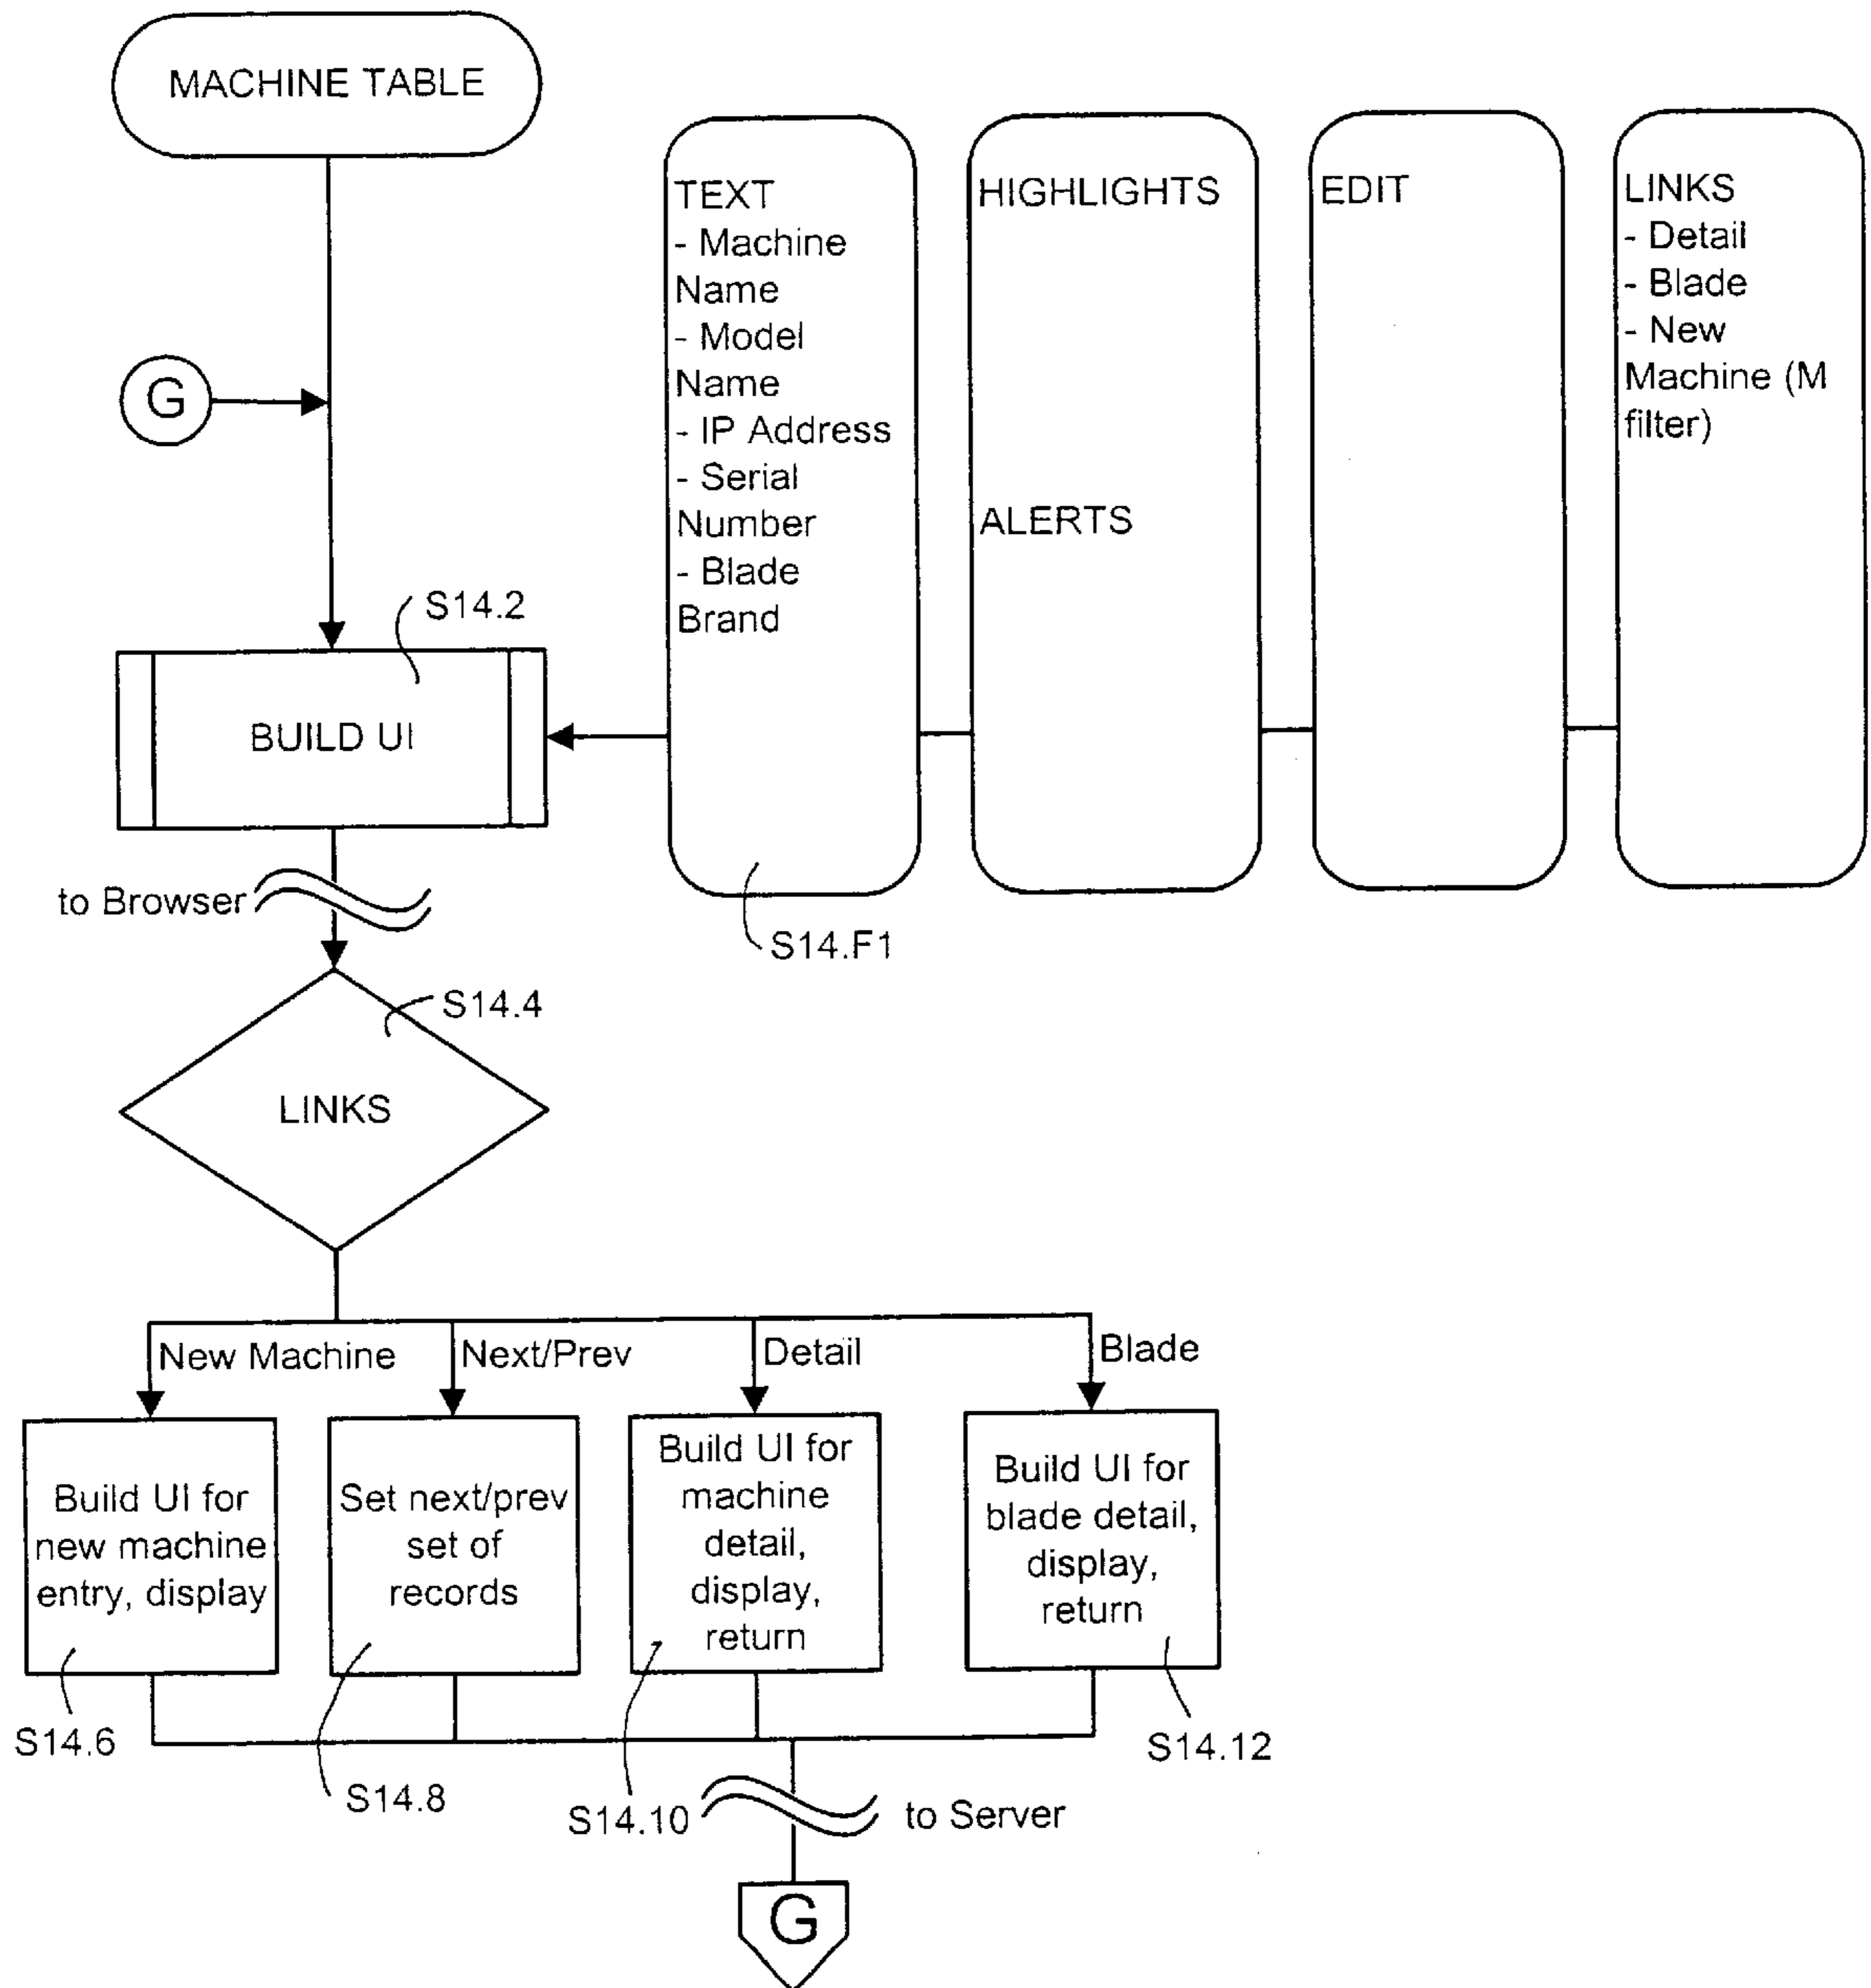 MACHINE TABLE
G
TEXT
- Machine
Name
- Model
Name
- IP Address
- Serial
Number
- Blade
Brand
HIGHLIGHTS
ALERTS
EDIT
LINKS
- Detail
- Blade
- New
Machine (M
filter)
S14.2
BUILD UI
to Browser
S14.F1
S14.4
LINKS
New Machine
Next/Prev
Detail
Blade
Build UI for
new machine
entry, display
Set next/prev
set of
records
Build UI for
machine
detail,
display,
return
Build UI for
blade detail,
display,
return
S14.6
S14.8
S14.10
S14.12
to Server
G